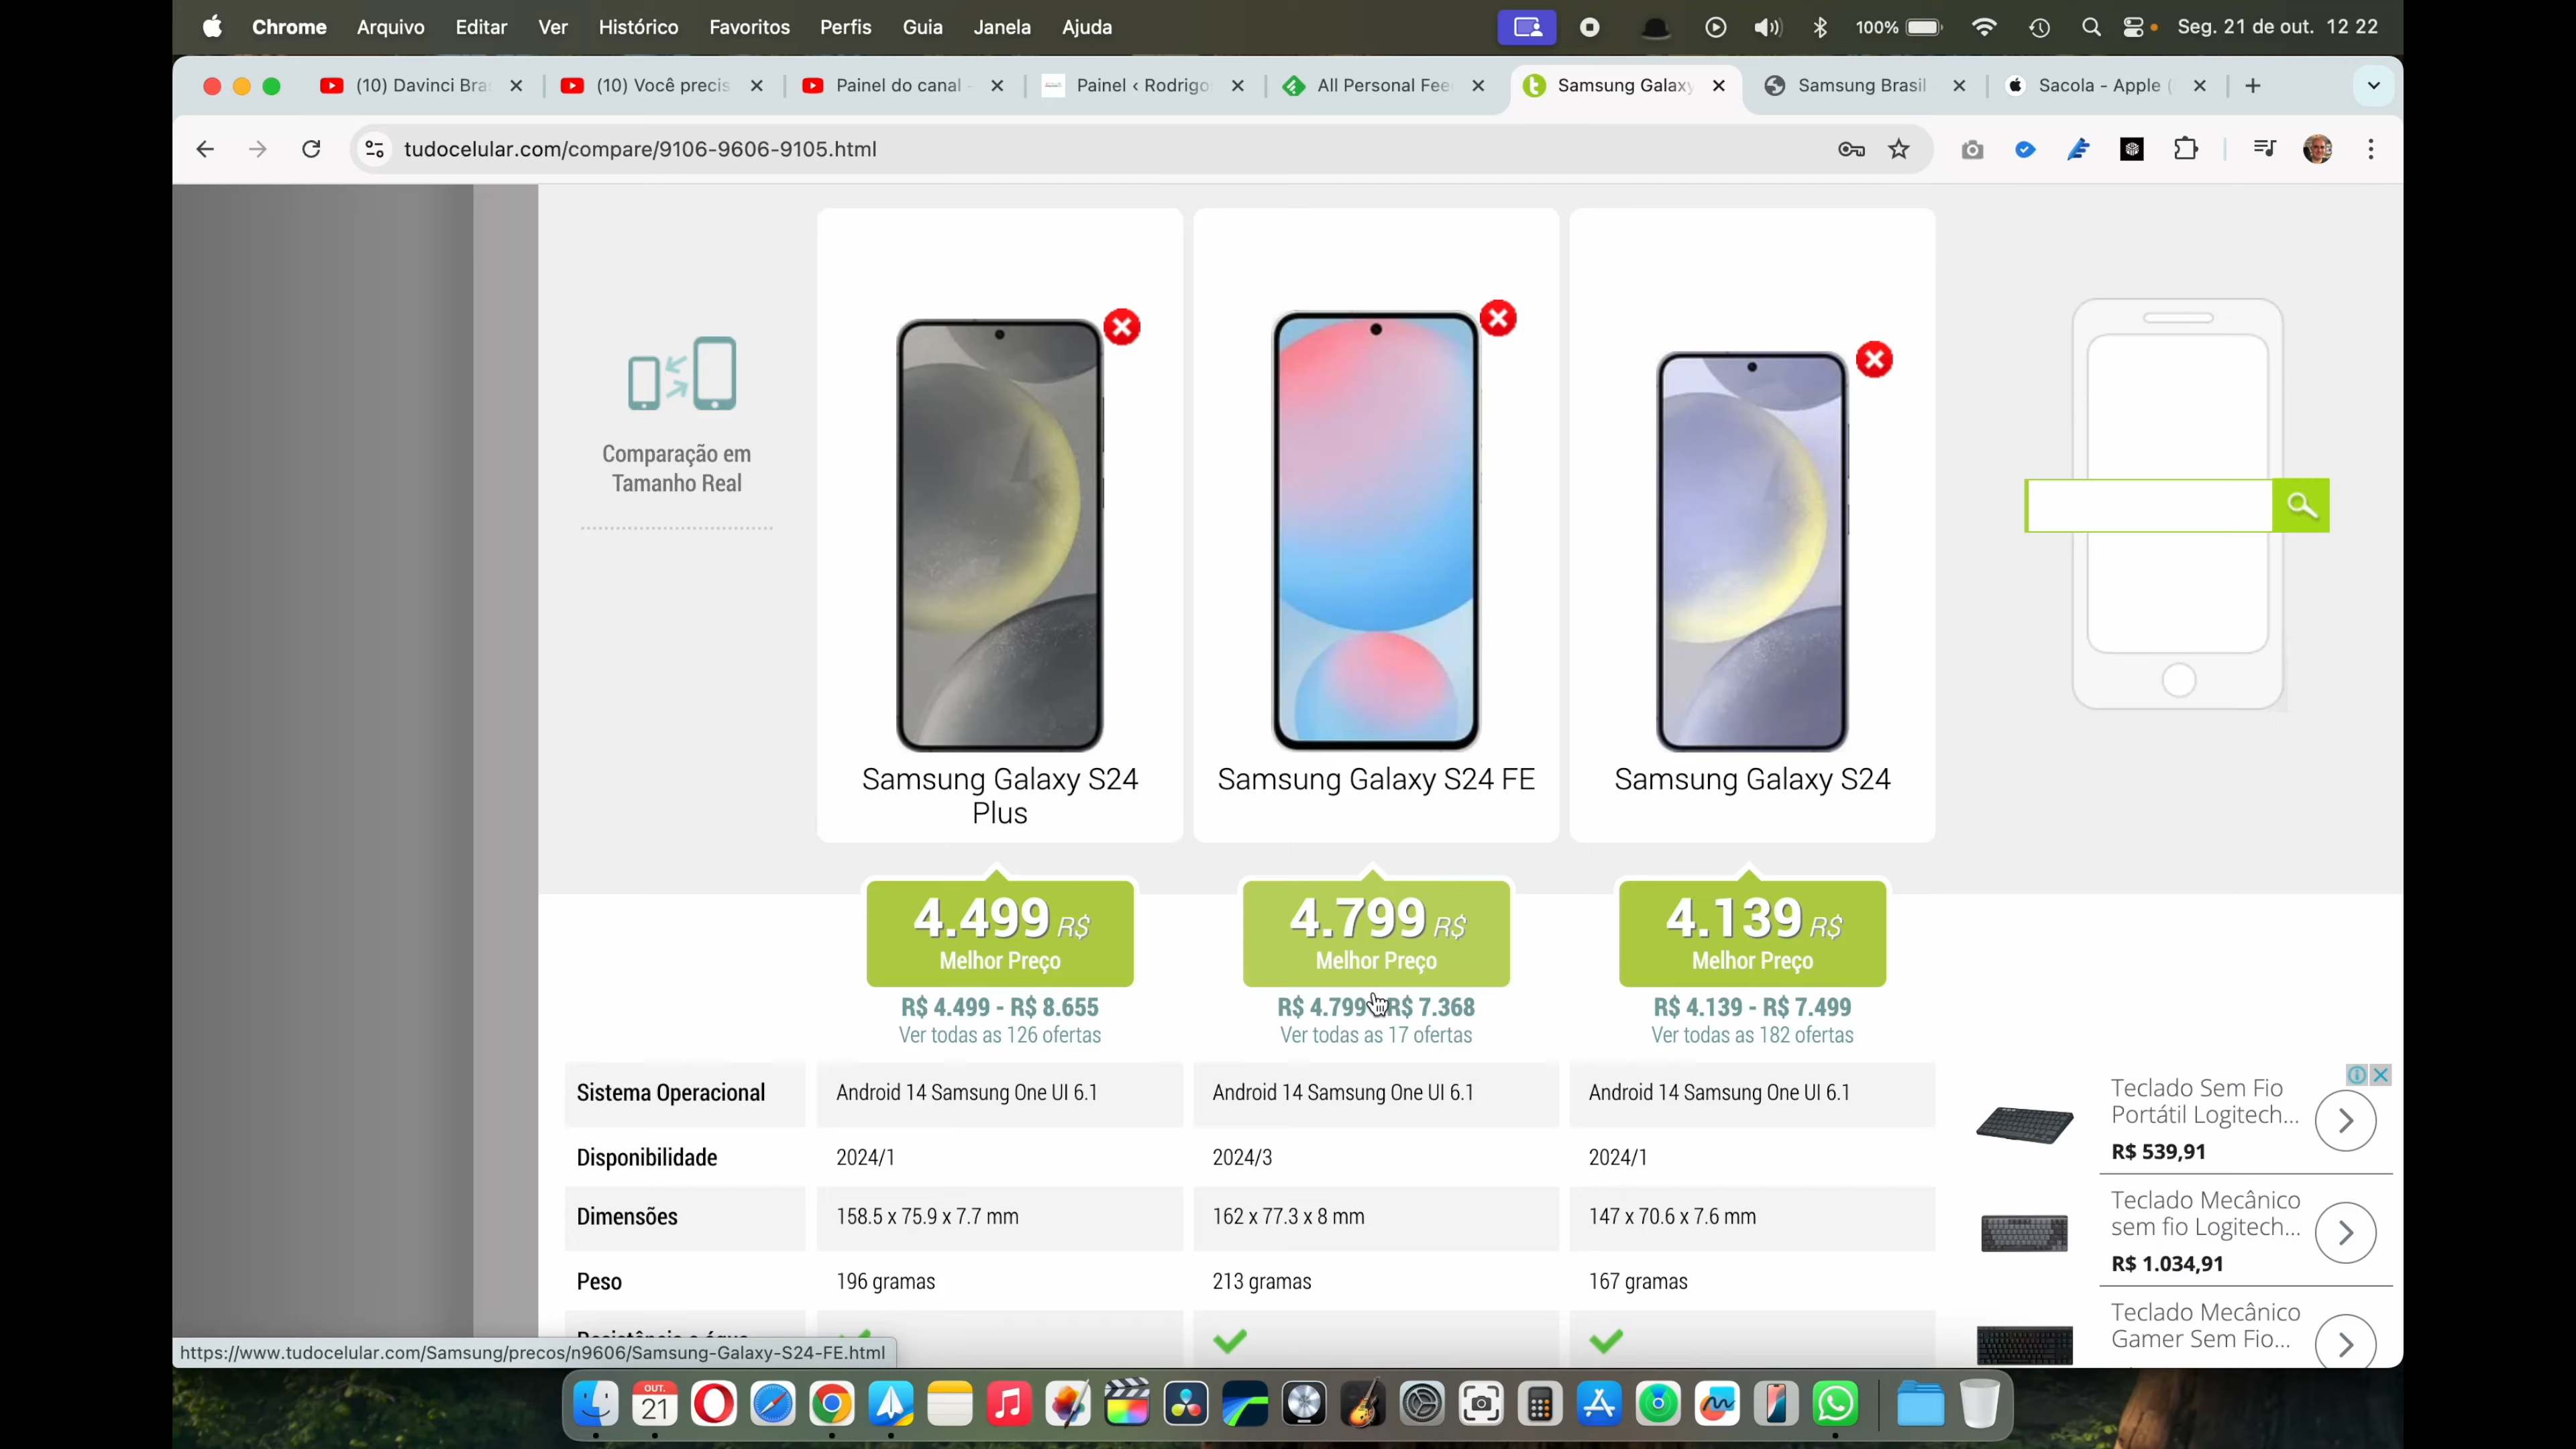 Chrome Arquivo Editar Ver Histórico Favoritos Perfis Guia Janela Ajuda 100% Seg. 21 de out. 12 22
(10) Davinci Bra (10) Você precis Painel do canal - Painel ‹ Rodrigo All Personal Fee Samsung Galaxy Samsung Brasil Sacola - Apple (
tudocelular.com/compare/9106-9606-9105.html
Comparação em
Tamanho Real
Samsung Galaxy S24
Plus
Samsung Galaxy S24 FE
Samsung Galaxy S24
4.499 R$ 4.799 R$ 4.139 R$
Melhor Preço Melhor Preço Melhor Preço
R$ 4.499 - R$ 8.655 R$ 4.799 R$ 7.368 R$ 4.139 - R$ 7.499
Ver todas as 126 ofertas Ver todas as 17 ofertas Ver todas as 182 ofertas
Sistema Operacional Android 14 Samsung One UI 6.1 Android 14 Samsung One UI 6.1 Android 14 Samsung One UI 6.1
Disponibilidade 2024/1 2024/3 2024/1
Dimensões 158.5 x 75.9 x 7.7 mm 162 x 77.3 x 8 mm 147 x 70.6 x 7.6 mm
Peso 196 gramas 213 gramas 167 gramas
Teclado Sem Fio
Portátil Logitech...
R$ 539,91
Teclado Mecânico
sem fio Logitech...
R$ 1.034,91
Teclado Mecânico
Gamer Sem Fio...
https://www.tudocelular.com/Samsung/precos/n9606/Samsung-Galaxy-S24-FE.html
OUT.
21